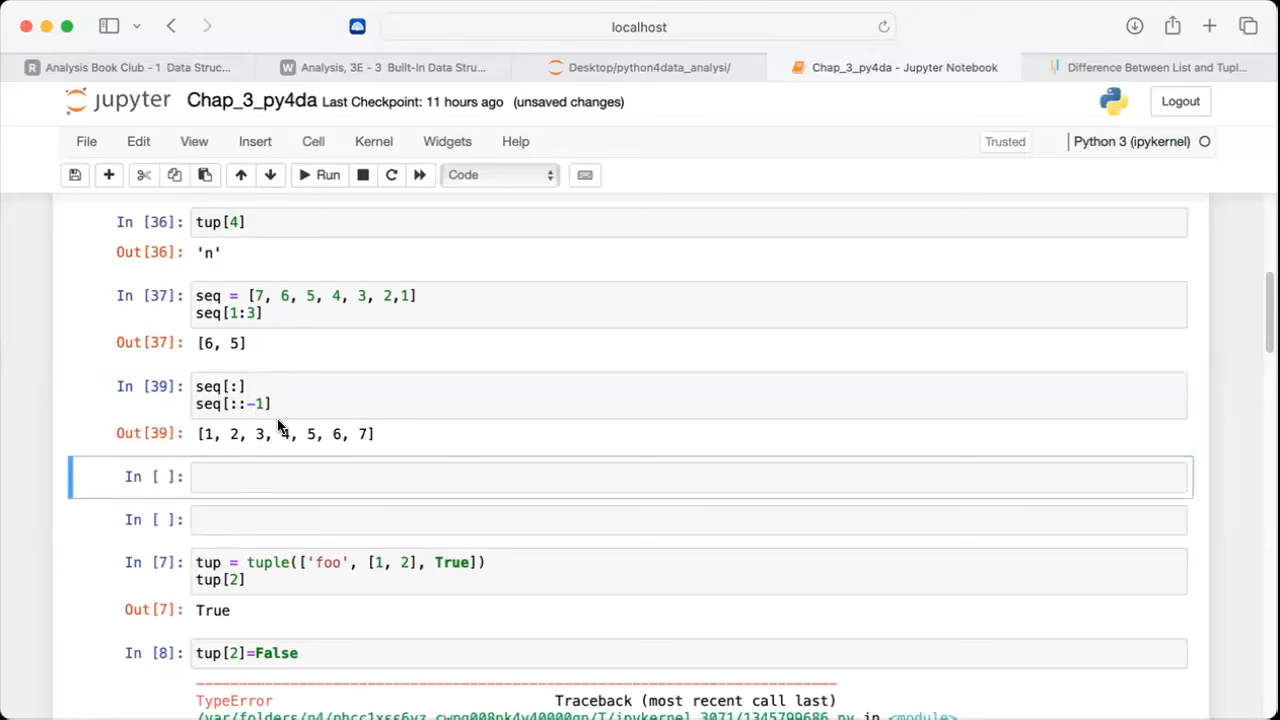 localhost
Analysis Book Club - 1 Data Struc...
Analysis, 3E - 3 Built-In Data Stru...
Desktop/python4data_analysi/
Chap_3_py4da - Jupyter Notebook
Difference Between List and Tupl...
jupyter Chap_3_py4da Last Checkpoint: 11 hours ago (unsaved changes)
Logout
File Edit View Insert Cell Kernel Widgets Help
Trusted
Python 3 (ipykernel)
Run
Code
In [36]: tup[4]
Out[36]: 'n'
In [37]: seq = [7, 6, 5, 4, 3, 2,1]
seq[1:3]
Out[37]: [6, 5]
In [39]: seq[:]
seq[::-1]
Out[39]: [1, 2, 3, 4, 5, 6, 7]
In [ ]:
In [ ]:
In [7]: tup = tuple(['foo', [1, 2], True])
tup[2]
Out[7]: True
In [8]: tup[2]=False
TypeError Traceback (most recent call last)
in <module>